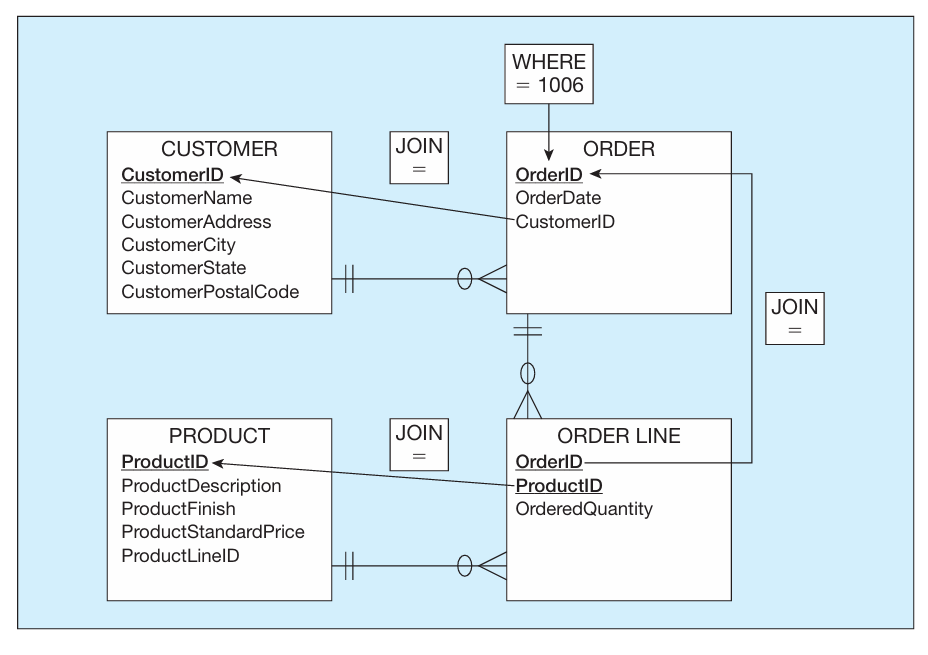 WHERE
= 1006
CUSTOMER
CustomerID
CustomerName
CustomerAddress
CustomerCity
CustomerState
CustomerPostalCode
JOIN
=
ORDER
OrderID
OrderDate
CustomerID
JOIN
=
PRODUCT
ProductID
ProductDescription
ProductFinish
ProductStandardPrice
ProductLineID
JOIN
=
ORDER LINE
OrderID
ProductID
OrderedQuantity